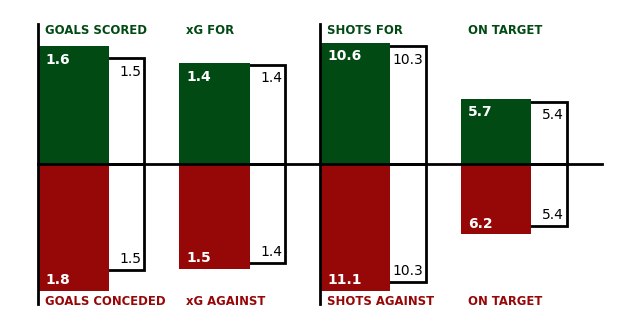 GOALS SCORED xG FOR SHOTS FOR ON TARGET
1.6 1.5 1.4 1.4 10.6 10.3 5.7 5.4
1.8 1.5 1.5 1.4 11.1 10.3 6.2 5.4
GOALS CONCEDED xG AGAINST SHOTS AGAINST ON TARGET